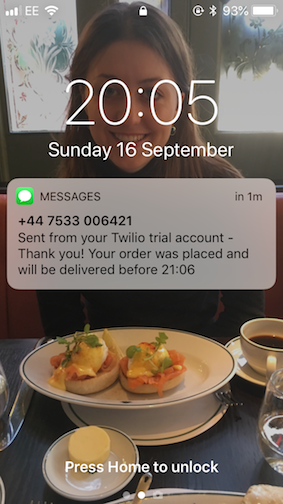 EE 93%
20:05
Sunday 16 September
MESSAGES in 1m
+44 7533 006421
Sent from your Twilio trial account -
Thank you! Your order was placed and
will be delivered before 21:06
Press Home to unlock